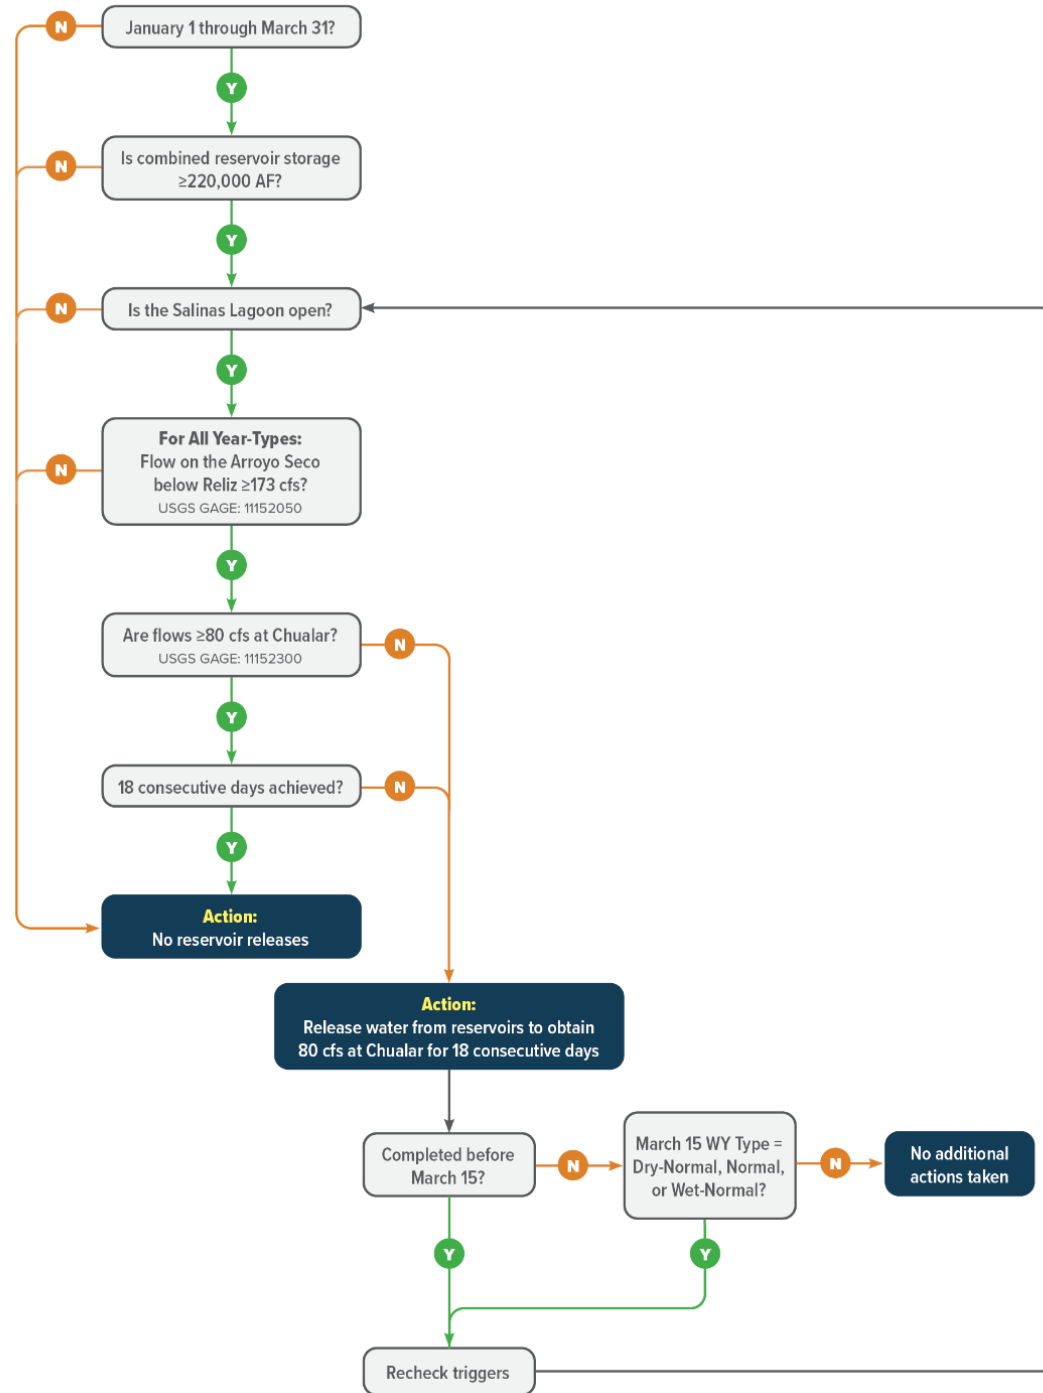 N
January 1 through March 31?
Y
N
Is combined reservoir storage
≥220,000 AF?
Y
N
Is the Salinas Lagoon open?
Y
For All Year-Types:
Flow on the Arroyo Seco
N
below Reliz ≥173 cfs?
USGS GAGE: 11152050
Y
Are flows ≥80 cfs at Chualar?
N
USGS GAGE: 11152300
Y
18 consecutive days achieved?
N
Y
Action:
No reservoir releases
Action:
Release water from reservoirs to obtain
80 cfs at Chualar for 18 consecutive days
Completed before
March 15?
N
March 15 WY Type =
Dry-Normal, Normal,
or Wet-Normal?
N
No additional
actions taken
Y
Y
Recheck triggers